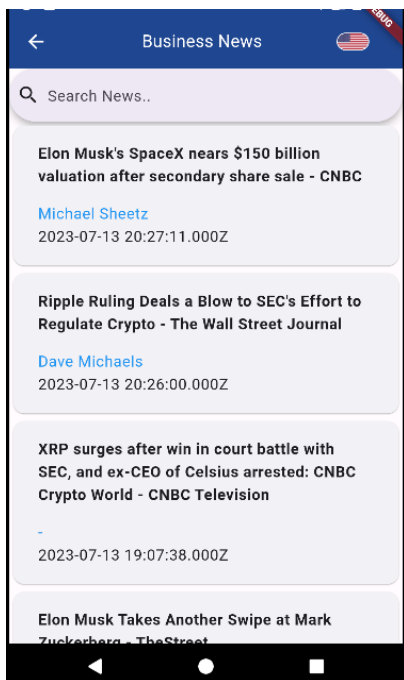 Business News
BUG
Search News..
Elon Musk's SpaceX nears $150 billion
valuation after secondary share sale - CNBC
Michael Sheetz
2023-07-13 20:27:11.000Z
Ripple Ruling Deals a Blow to SEC's Effort to
Regulate Crypto - The Wall Street Journal
Dave Michaels
2023-07-13 20:26:00.000Z
XRP surges after win in court battle with
SEC, and ex-CEO of Celsius arrested: CNBC
Crypto World - CNBC Television
-
2023-07-13 19:07:38.000Z
Elon Musk Takes Another Swipe at Mark
Zuckerberg - TheStreet